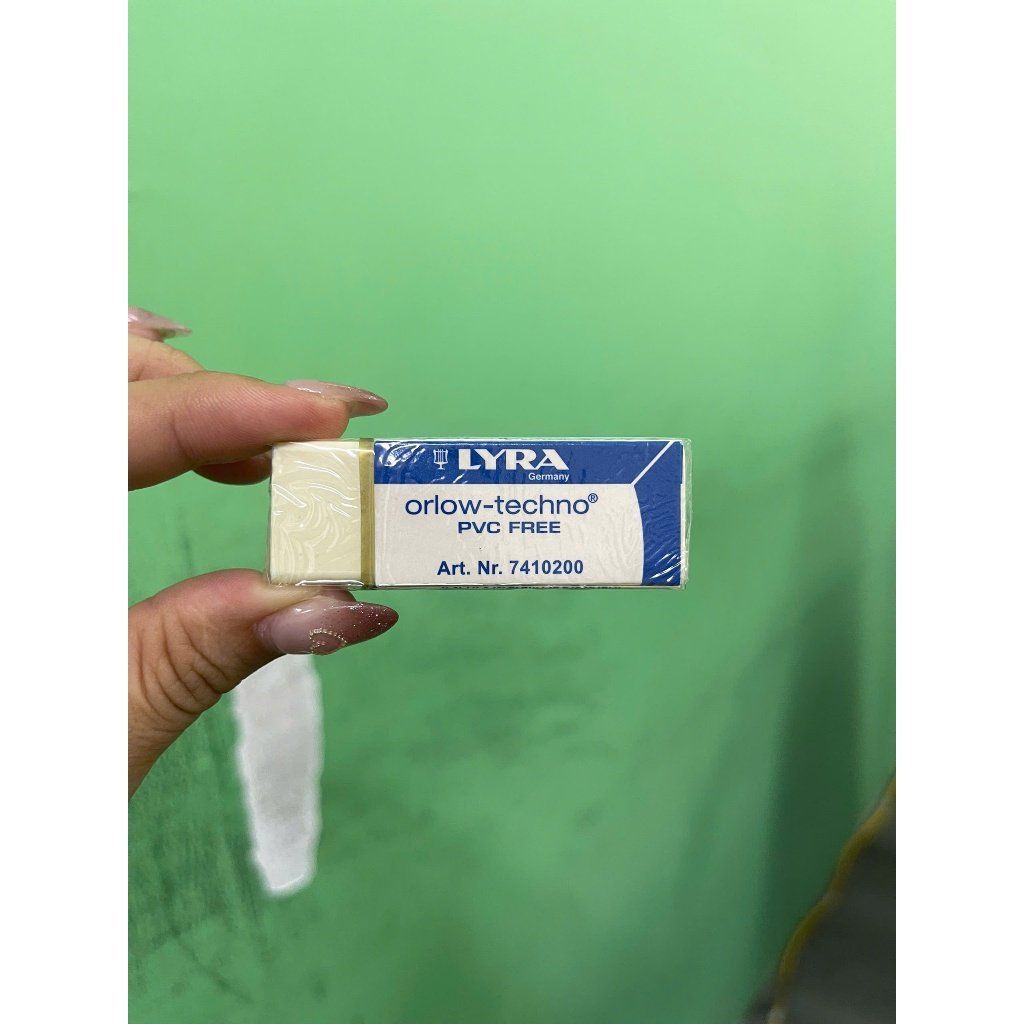 LYRA
Germany
orlow-techno®
PVC FREE
Art. Nr. 7410200